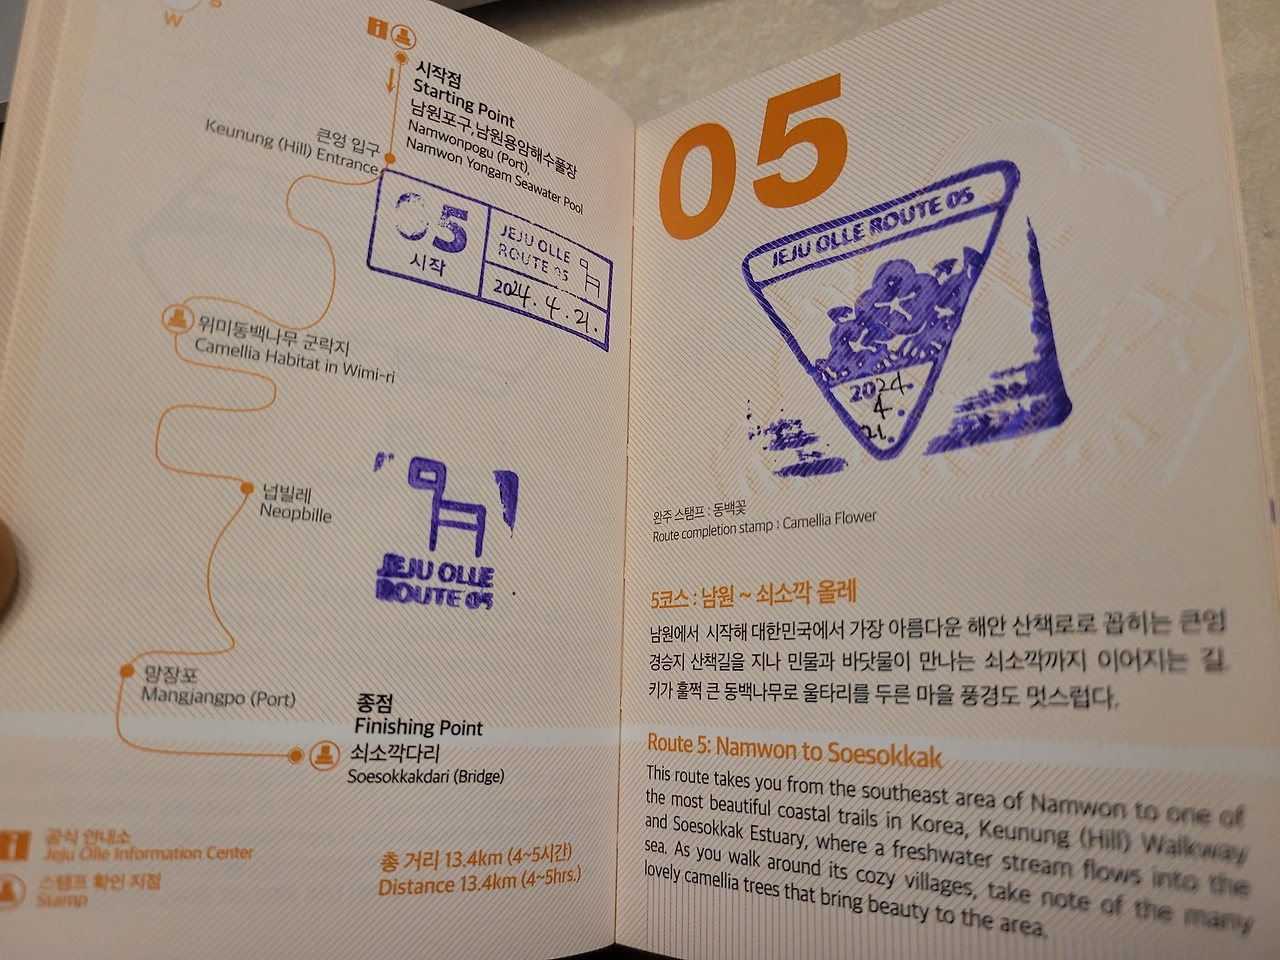 시작점
Starting Point
남원포구,남원용암해수풀장
Namwonpogu (Port),
Namwon Yongam Seawater Pool
큰엉 입구
Keunung (Hill) Entrance
05
시작
JEJU OLLE
ROUTE 05
2024. 4. 21.
위미동백나무 군락지
Camellia Habitat in Wimi-ri
넙빌레
Neopbille
JEJU OLLE
ROUTE 05
망장포
Mangjangpo (Port)
종점
Finishing Point
쇠소깍다리
Soesokkakdari (Bridge)
공식 안내소
Jeju Olle Information Center
스탬프 확인 지점
Stamp
총 거리 13.4km (4~5시간)
Distance 13.4km (4~5hrs.)
05
JEJU OLLE ROUTE 05
2024.
4.
21.
완주 스탬프 : 동백꽃
Route completion stamp : Camellia Flower
5코스 : 남원 ~ 쇠소깍 올레
남원에서 시작해 대한민국에서 가장 아름다운 해안 산책로로 꼽히는 큰엉
경승지 산책길을 지나 민물과 바닷물이 만나는 쇠소깍까지 이어지는 길.
키가 훌쩍 큰 동백나무로 울타리를 두른 마을 풍경도 멋스럽다.
Route 5: Namwon to Soesokkak
This route takes you from the southeast area of Namwon to one of
the most beautiful coastal trails in Korea, Keunung (Hill) Walkway
and Soesokkak Estuary, where a freshwater stream flows into the
sea. As you walk around its cozy villages, take note of the many
lovely camellia trees that bring beauty to the area.